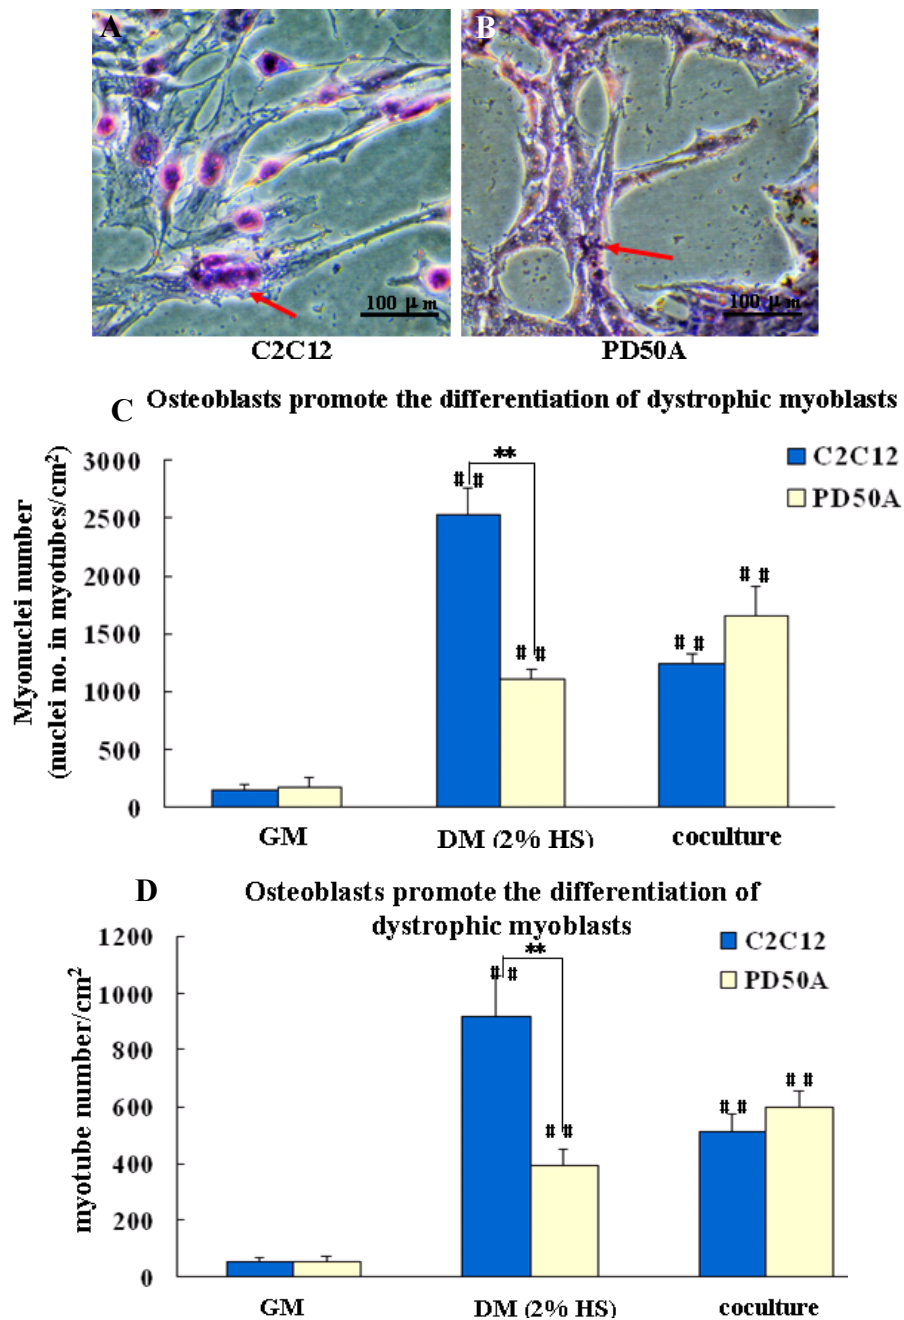 A
B
100 μm
100 μm
C2C12
PD50A
C
Osteoblasts promote the differentiation of dystrophic myoblasts
Myonuclei number
(nuclei no. in myotubes/cm²)
3000
2500
2000
1500
1000
500
0
C2C12
PD50A
##
**
##
##
##
GM
DM (2% HS)
coculture
D
Osteoblasts promote the differentiation of
dystrophic myoblasts
myotube number/cm²
1200
1000
800
600
400
200
0
C2C12
PD50A
##
**
##
##
##
GM
DM (2% HS)
coculture